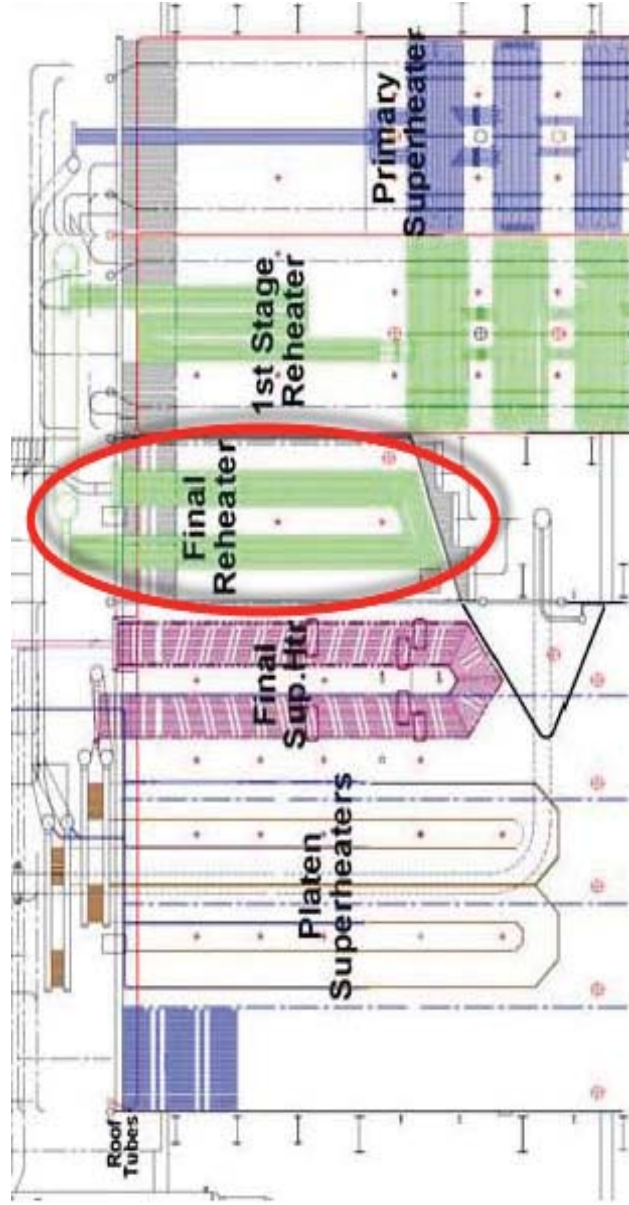 Roof
Tubes
Platen
Superheaters
Final
Sup.Htr
Final
Reheater
1st Stage
Reheater
Primary
Superheater